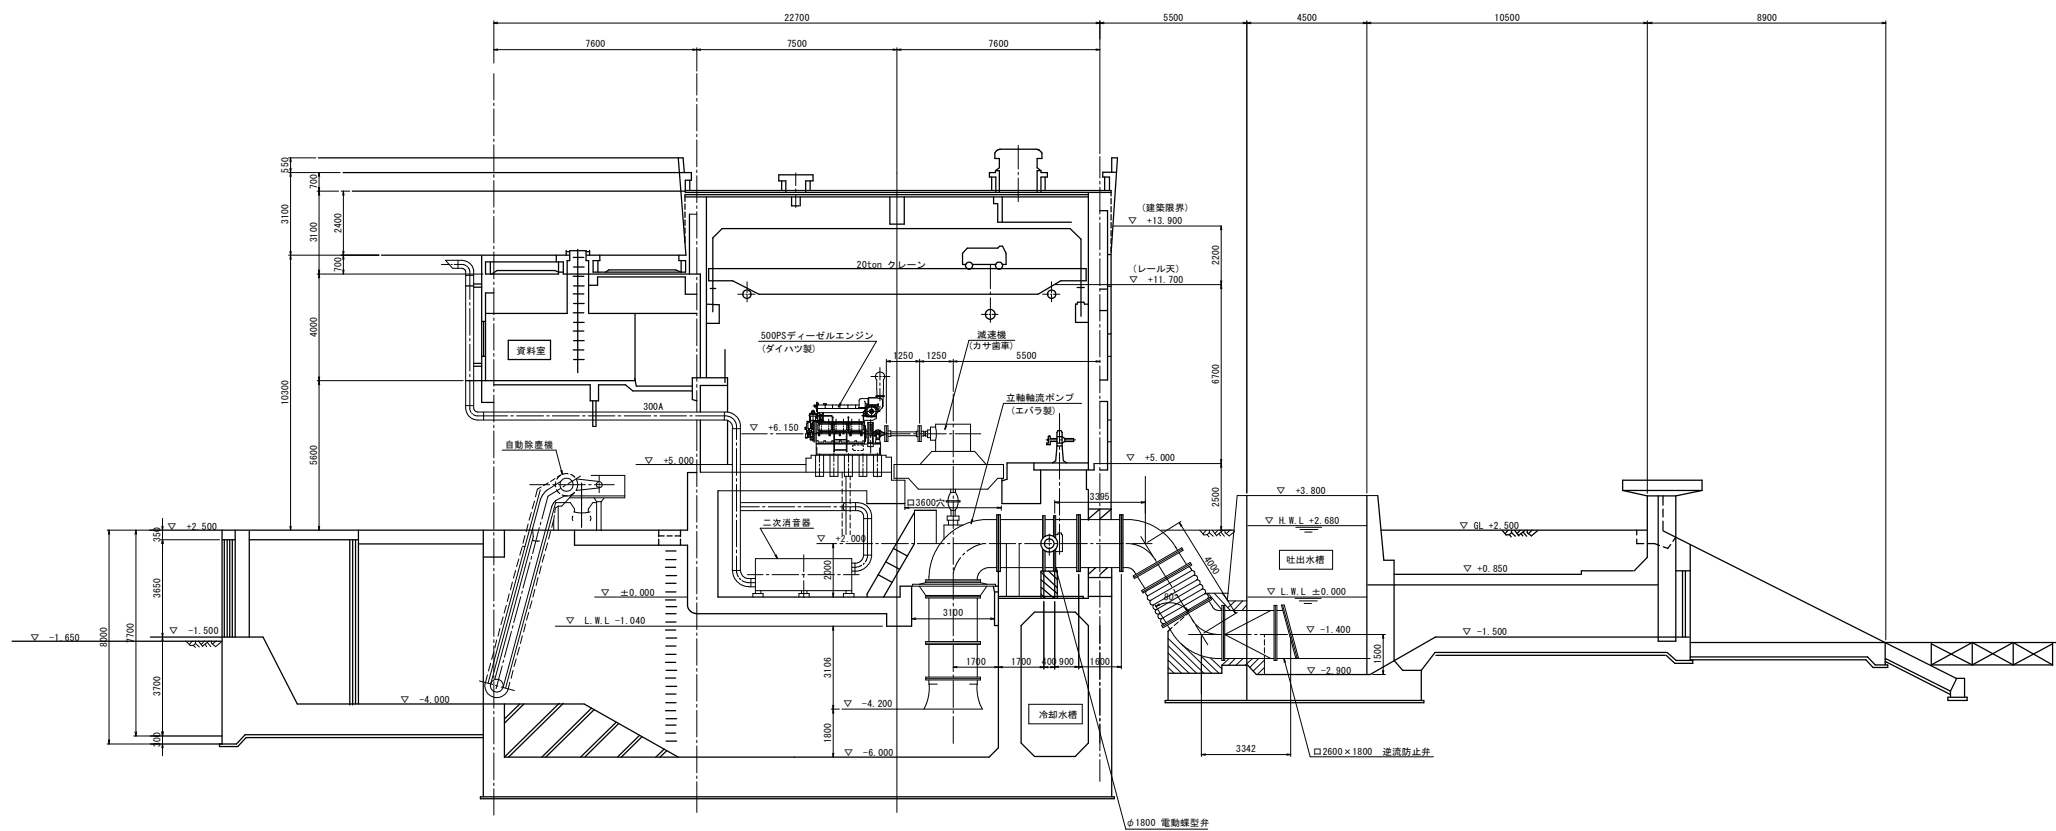 22700
5500
4500
10500
8900
7600
7500
7600
550
700
3100
3100
2400
700
(建築限界)
▽ +13.900
2200
20ton クレーン
(レール天)
▽ +11.700
500PSディーゼルエンジン
(ダイハツ製)
減速機
(カサ歯車)
資料室
1250
1250
5500
4000
6700
10300
300A
立軸軸流ポンプ
(エバラ製)
▽ +6.150
自動除塵機
5600
▽ +5.000
▽ +5.000
▽ +3.800
3395
口3600穴
2500
▽ +2.500
350
▽ H.W.L +2.680
▽ GL +2.500
二次消音器
▽ +2.000
吐出水槽
4000
▽ +0.850
2000
3650
▽ ±0.000
▽ L.W.L ±0.000
80°
3100
8000
7700
▽ -1.650
▽ -1.500
▽ L.W.L -1.040
▽ -1.400
▽ -1.500
1500
3106
1700
1700
400
900
1600
▽ -2.900
3700
▽ -4.000
▽ -4.200
冷却水槽
1800
300
▽ -6.000
3342
口2600×1800 逆流防止弁
φ1800 電動蝶型弁